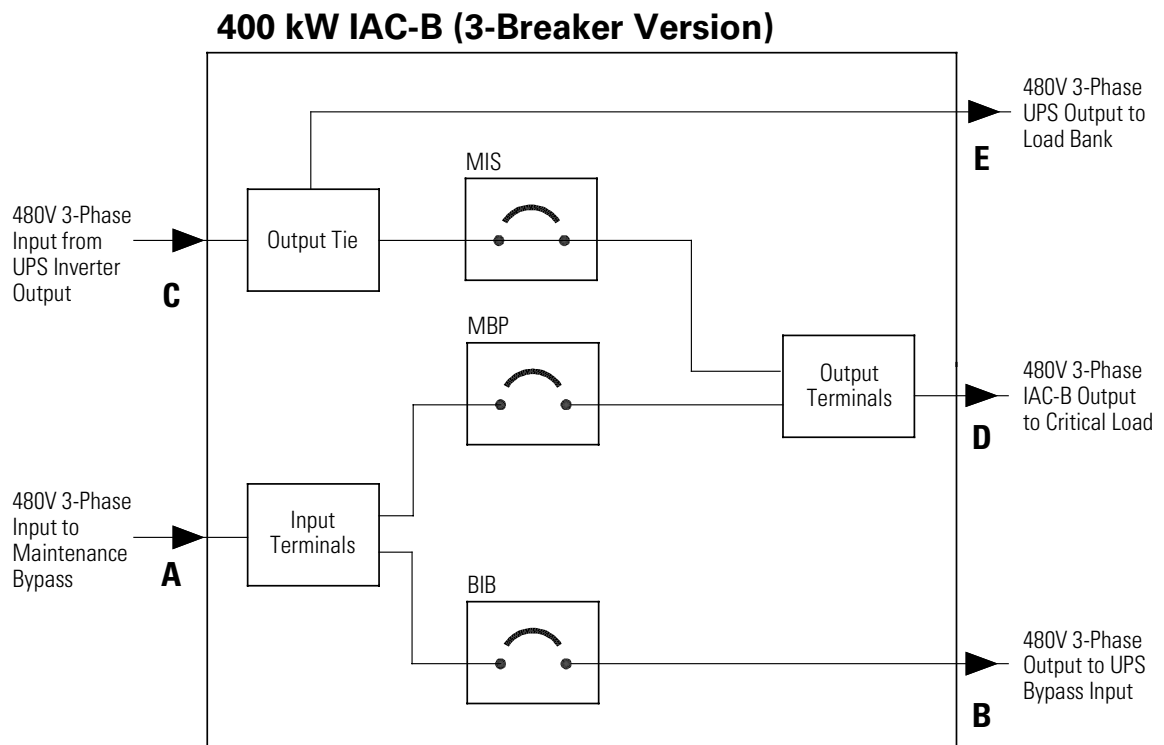 400 kW IAC-B (3-Breaker Version)
480V 3-Phase
UPS Output to
Load Bank
E
MIS
480V 3-Phase
Input from
UPS Inverter
Output
C
Output Tie
MBP
Output
Terminals
480V 3-Phase
IAC-B Output
to Critical Load
D
480V 3-Phase
Input to
Maintenance
Bypass
A
Input
Terminals
BIB
480V 3-Phase
Output to UPS
Bypass Input
B